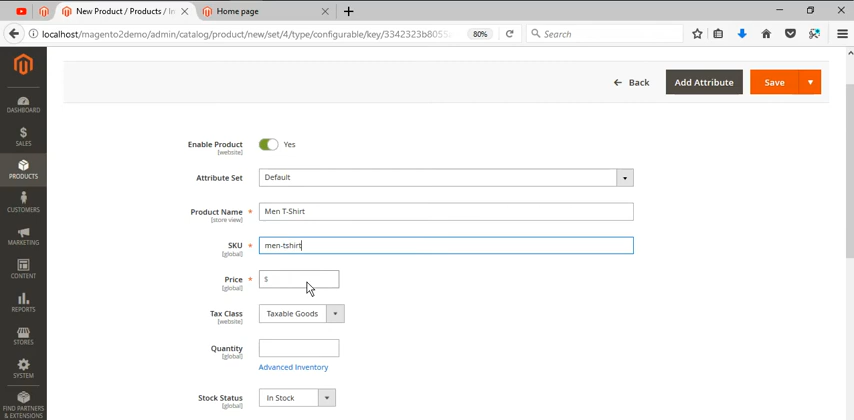 New Product / Products / In
Home page
localhost/magento2demo/admin/catalog/product/new/set/4/type/configurable/key/3342323b8055
80%
Search
Back
Add Attribute
Save
DASHBOARD
SALES
PRODUCTS
CUSTOMERS
MARKETING
CONTENT
REPORTS
STORES
SYSTEM
FIND PARTNERS
& EXTENSIONS
Enable Product
[website]
Yes
Attribute Set
Default
Product Name *
[store view]
Men T-Shirt
SKU *
[global]
men-tshirt
Price *
[global]
$
Tax Class
[website]
Taxable Goods
Quantity
[global]
Advanced Inventory
Stock Status
[global]
In Stock